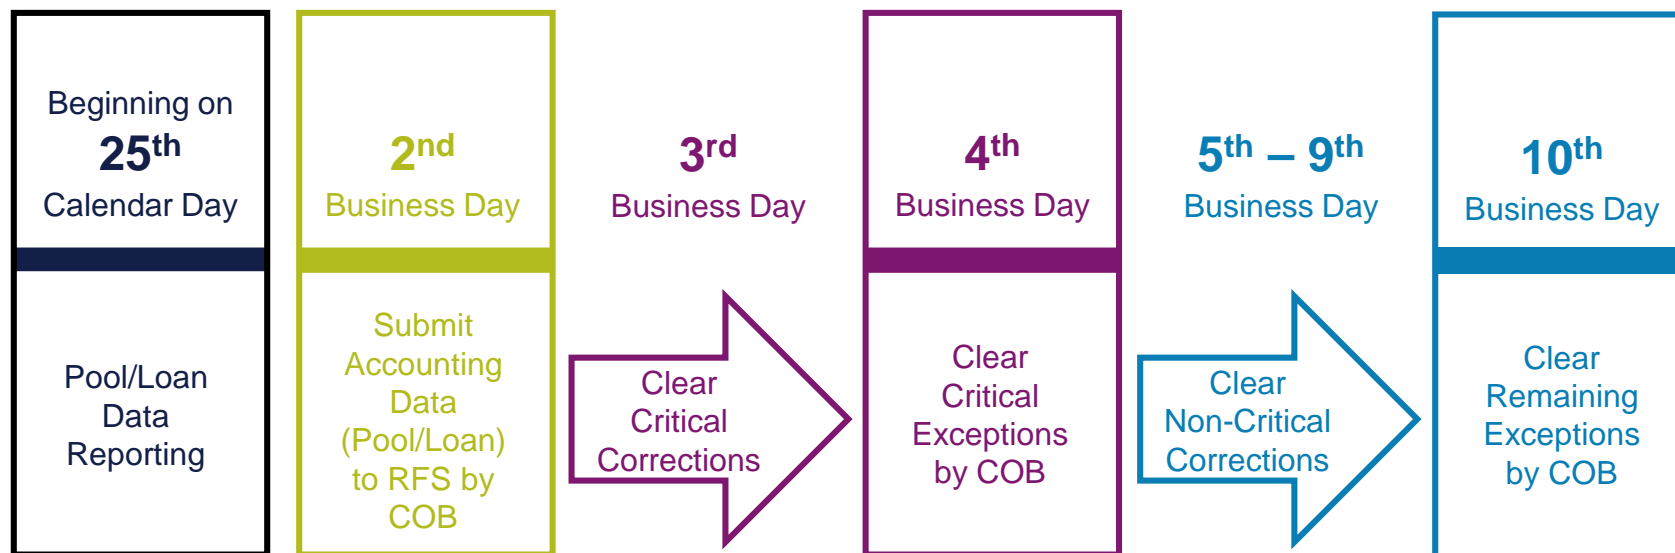 Beginning on
25th
Calendar Day
Pool/Loan
Data
Reporting
2nd
Business Day
Submit
Accounting
Data
(Pool/Loan)
to RFS by
COB
3rd
Business Day
Clear
Critical
Corrections
4th
Business Day
Clear
Critical
Exceptions
by COB
5th – 9th
Business Day
Clear
Non-Critical
Corrections
10th
Business Day
Clear
Remaining
Exceptions
by COB